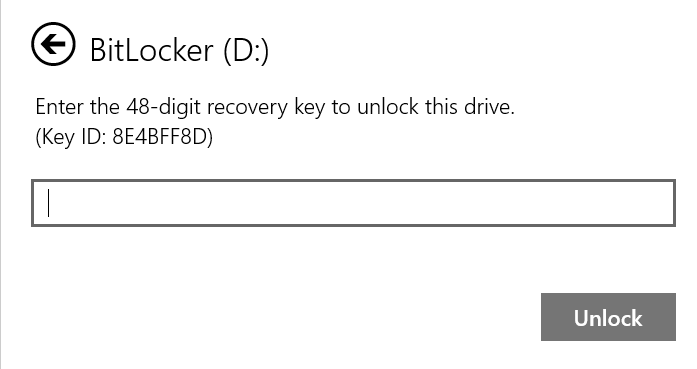 BitLocker (D:)
Enter the 48-digit recovery key to unlock this drive.
(Key ID: 8E4BFF8D)
Unlock